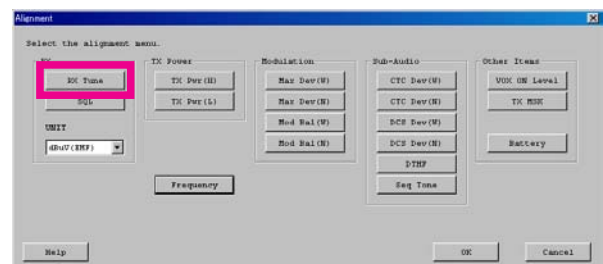 Alignment
Select the alignment menu.
RX
TX Power
Modulation
Sub-Audio
Other Items
RX Tune
TX Pwr(H)
Max Dev(W)
CTC Dev(W)
VOX ON Level
SQL
TX Pwr(L)
Max Dev(N)
CTC Dev(N)
TX MSK
UNIT
Mod Bal(W)
DCS Dev(W)
dBuV(EMF)
Mod Bal(N)
DCS Dev(N)
Battery
DTMF
Frequency
Seq Tone
Help
OK
Cancel